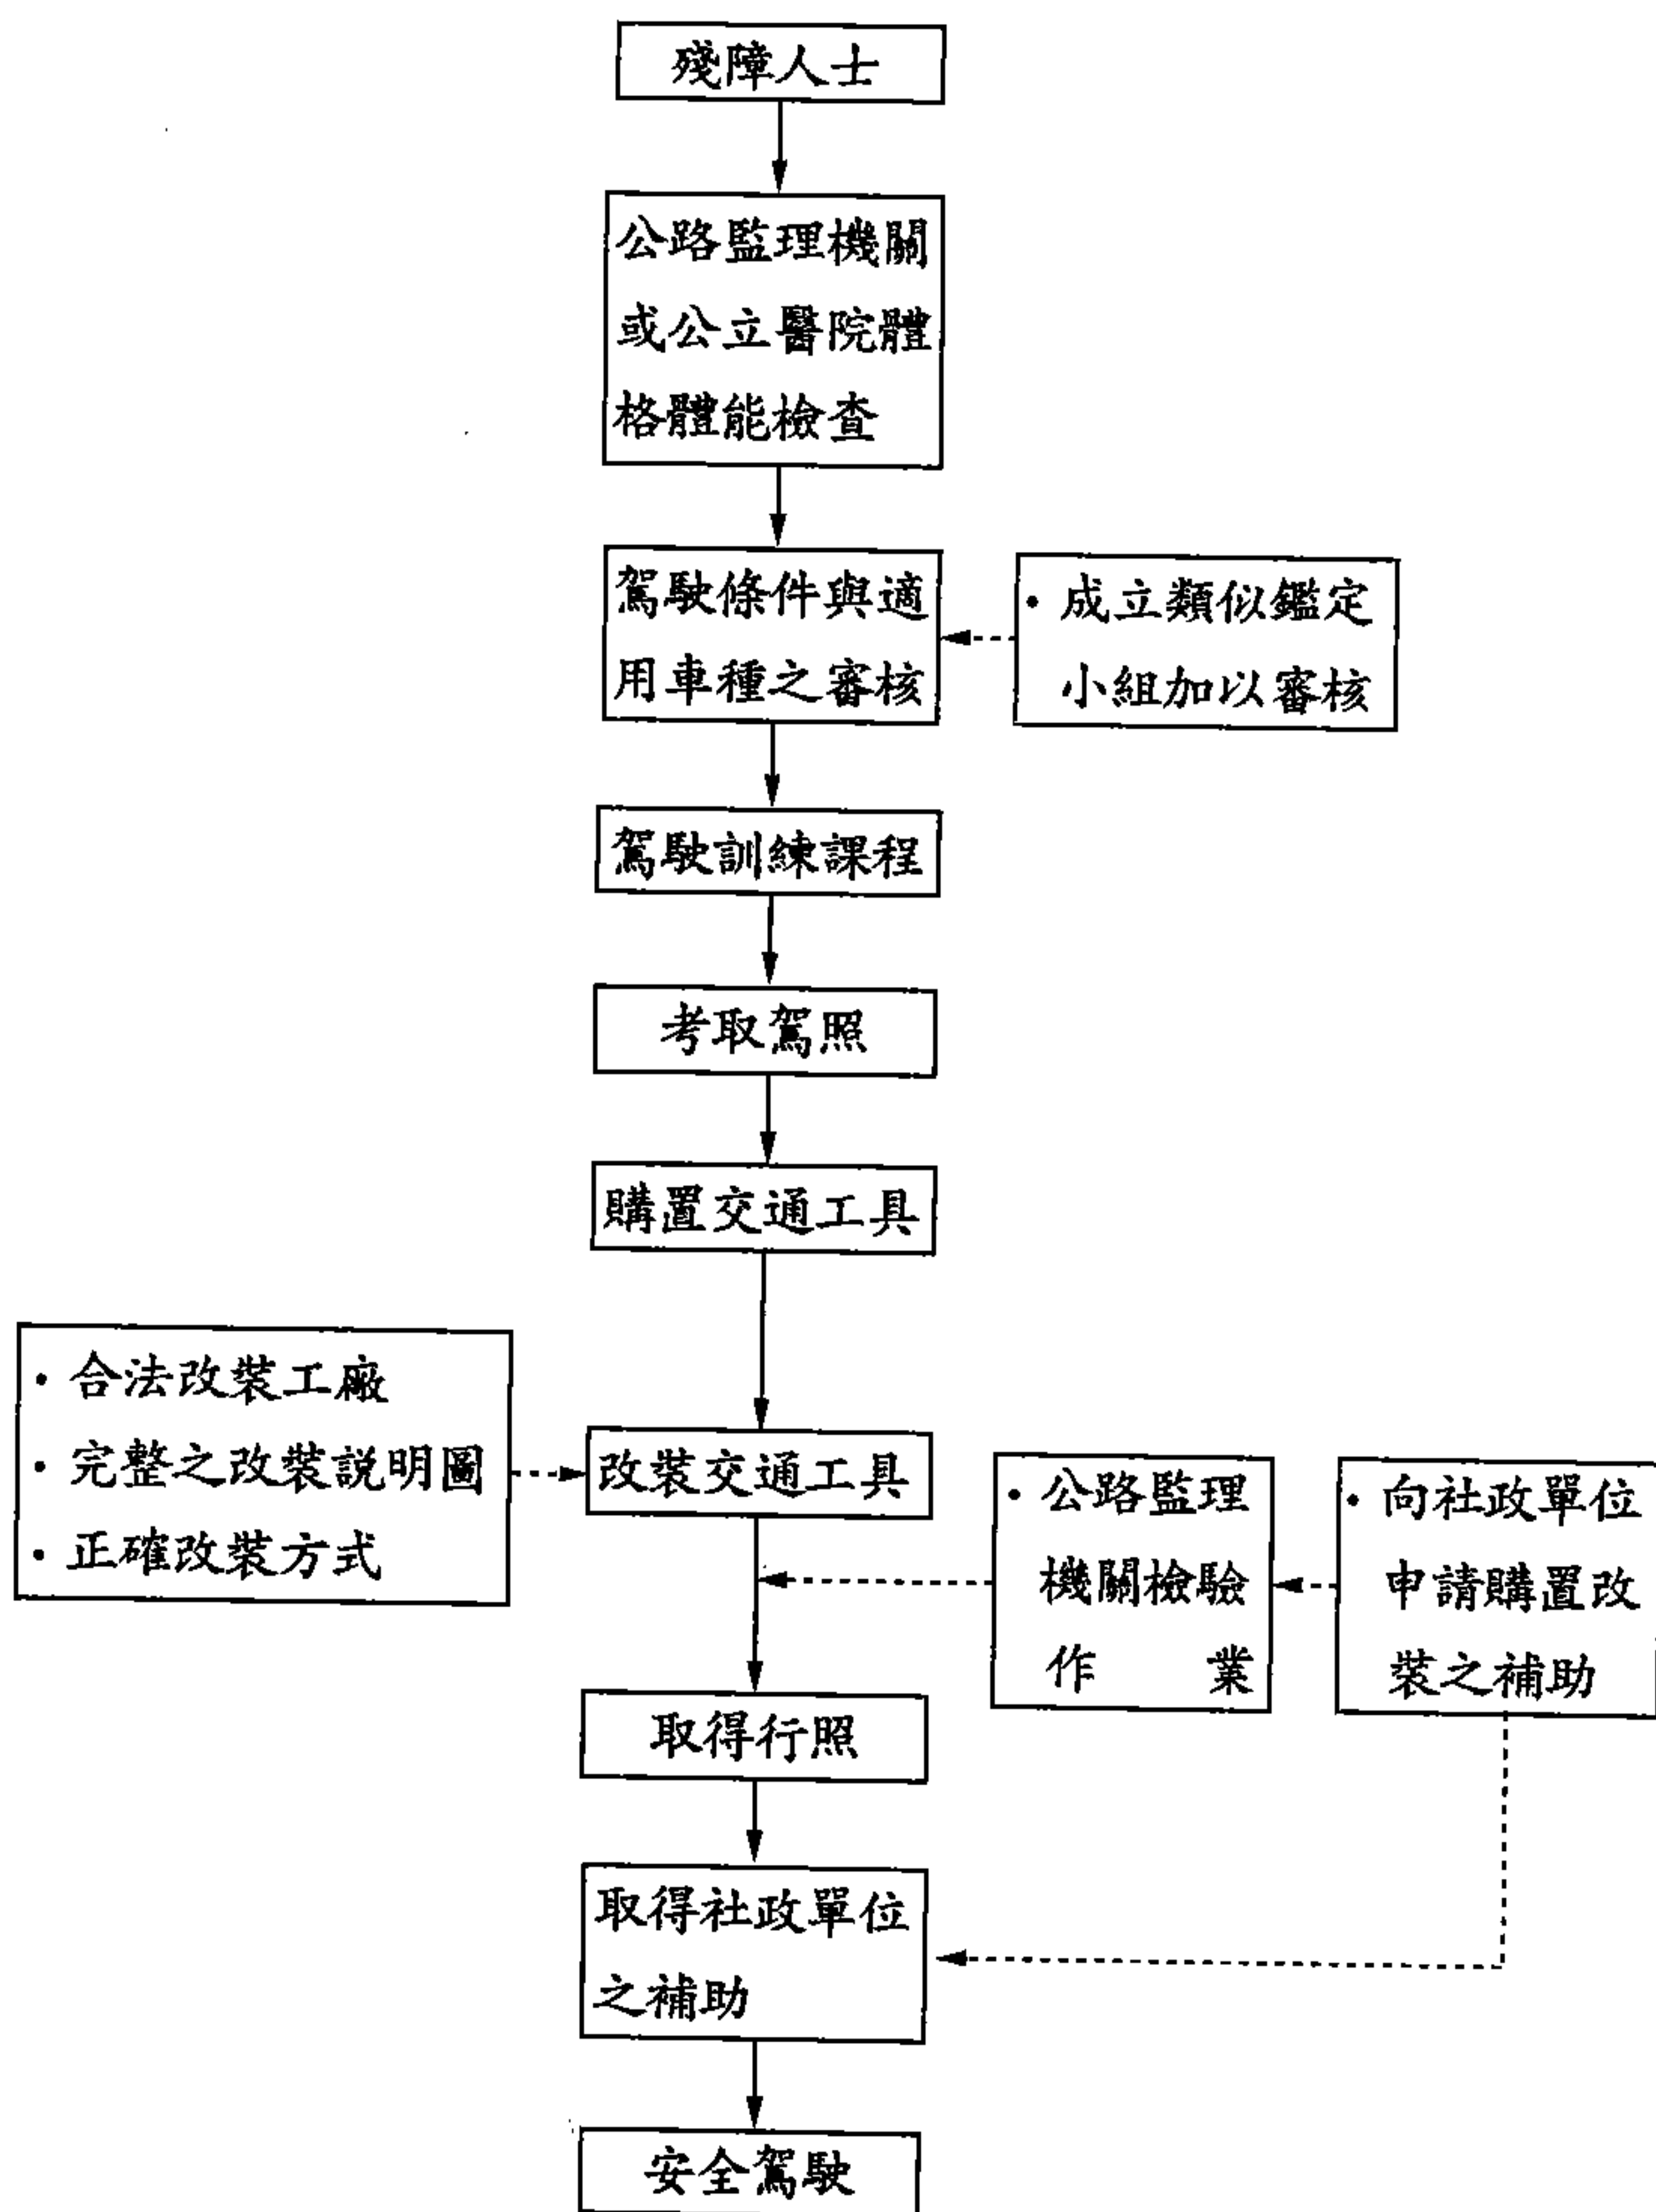 殘障人士
公路監理機關
或公立醫院體
格體能檢查
駕駛條件與適
用車種之審核
・成立類似鑑定
小組加以審核
駕駛訓練課程
考取駕照
購置交通工具
・合法改裝工廠
・完整之改裝說明圖
・正確改裝方式
改裝交通工具
・公路監理
機關檢驗
作業
・向社政單位
申請購置改
裝之補助
取得行照
取得社政單位
之補助
安全駕駛